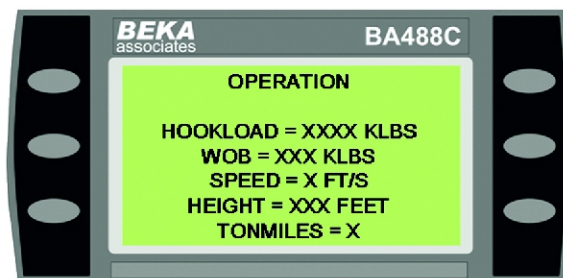 BEKA
associates
BA488C
OPERATION
HOOKLOAD = XXXX KLBS
WOB = XXX KLBS
SPEED = X FT/S
HEIGHT = XXX FEET
TONMILES = X